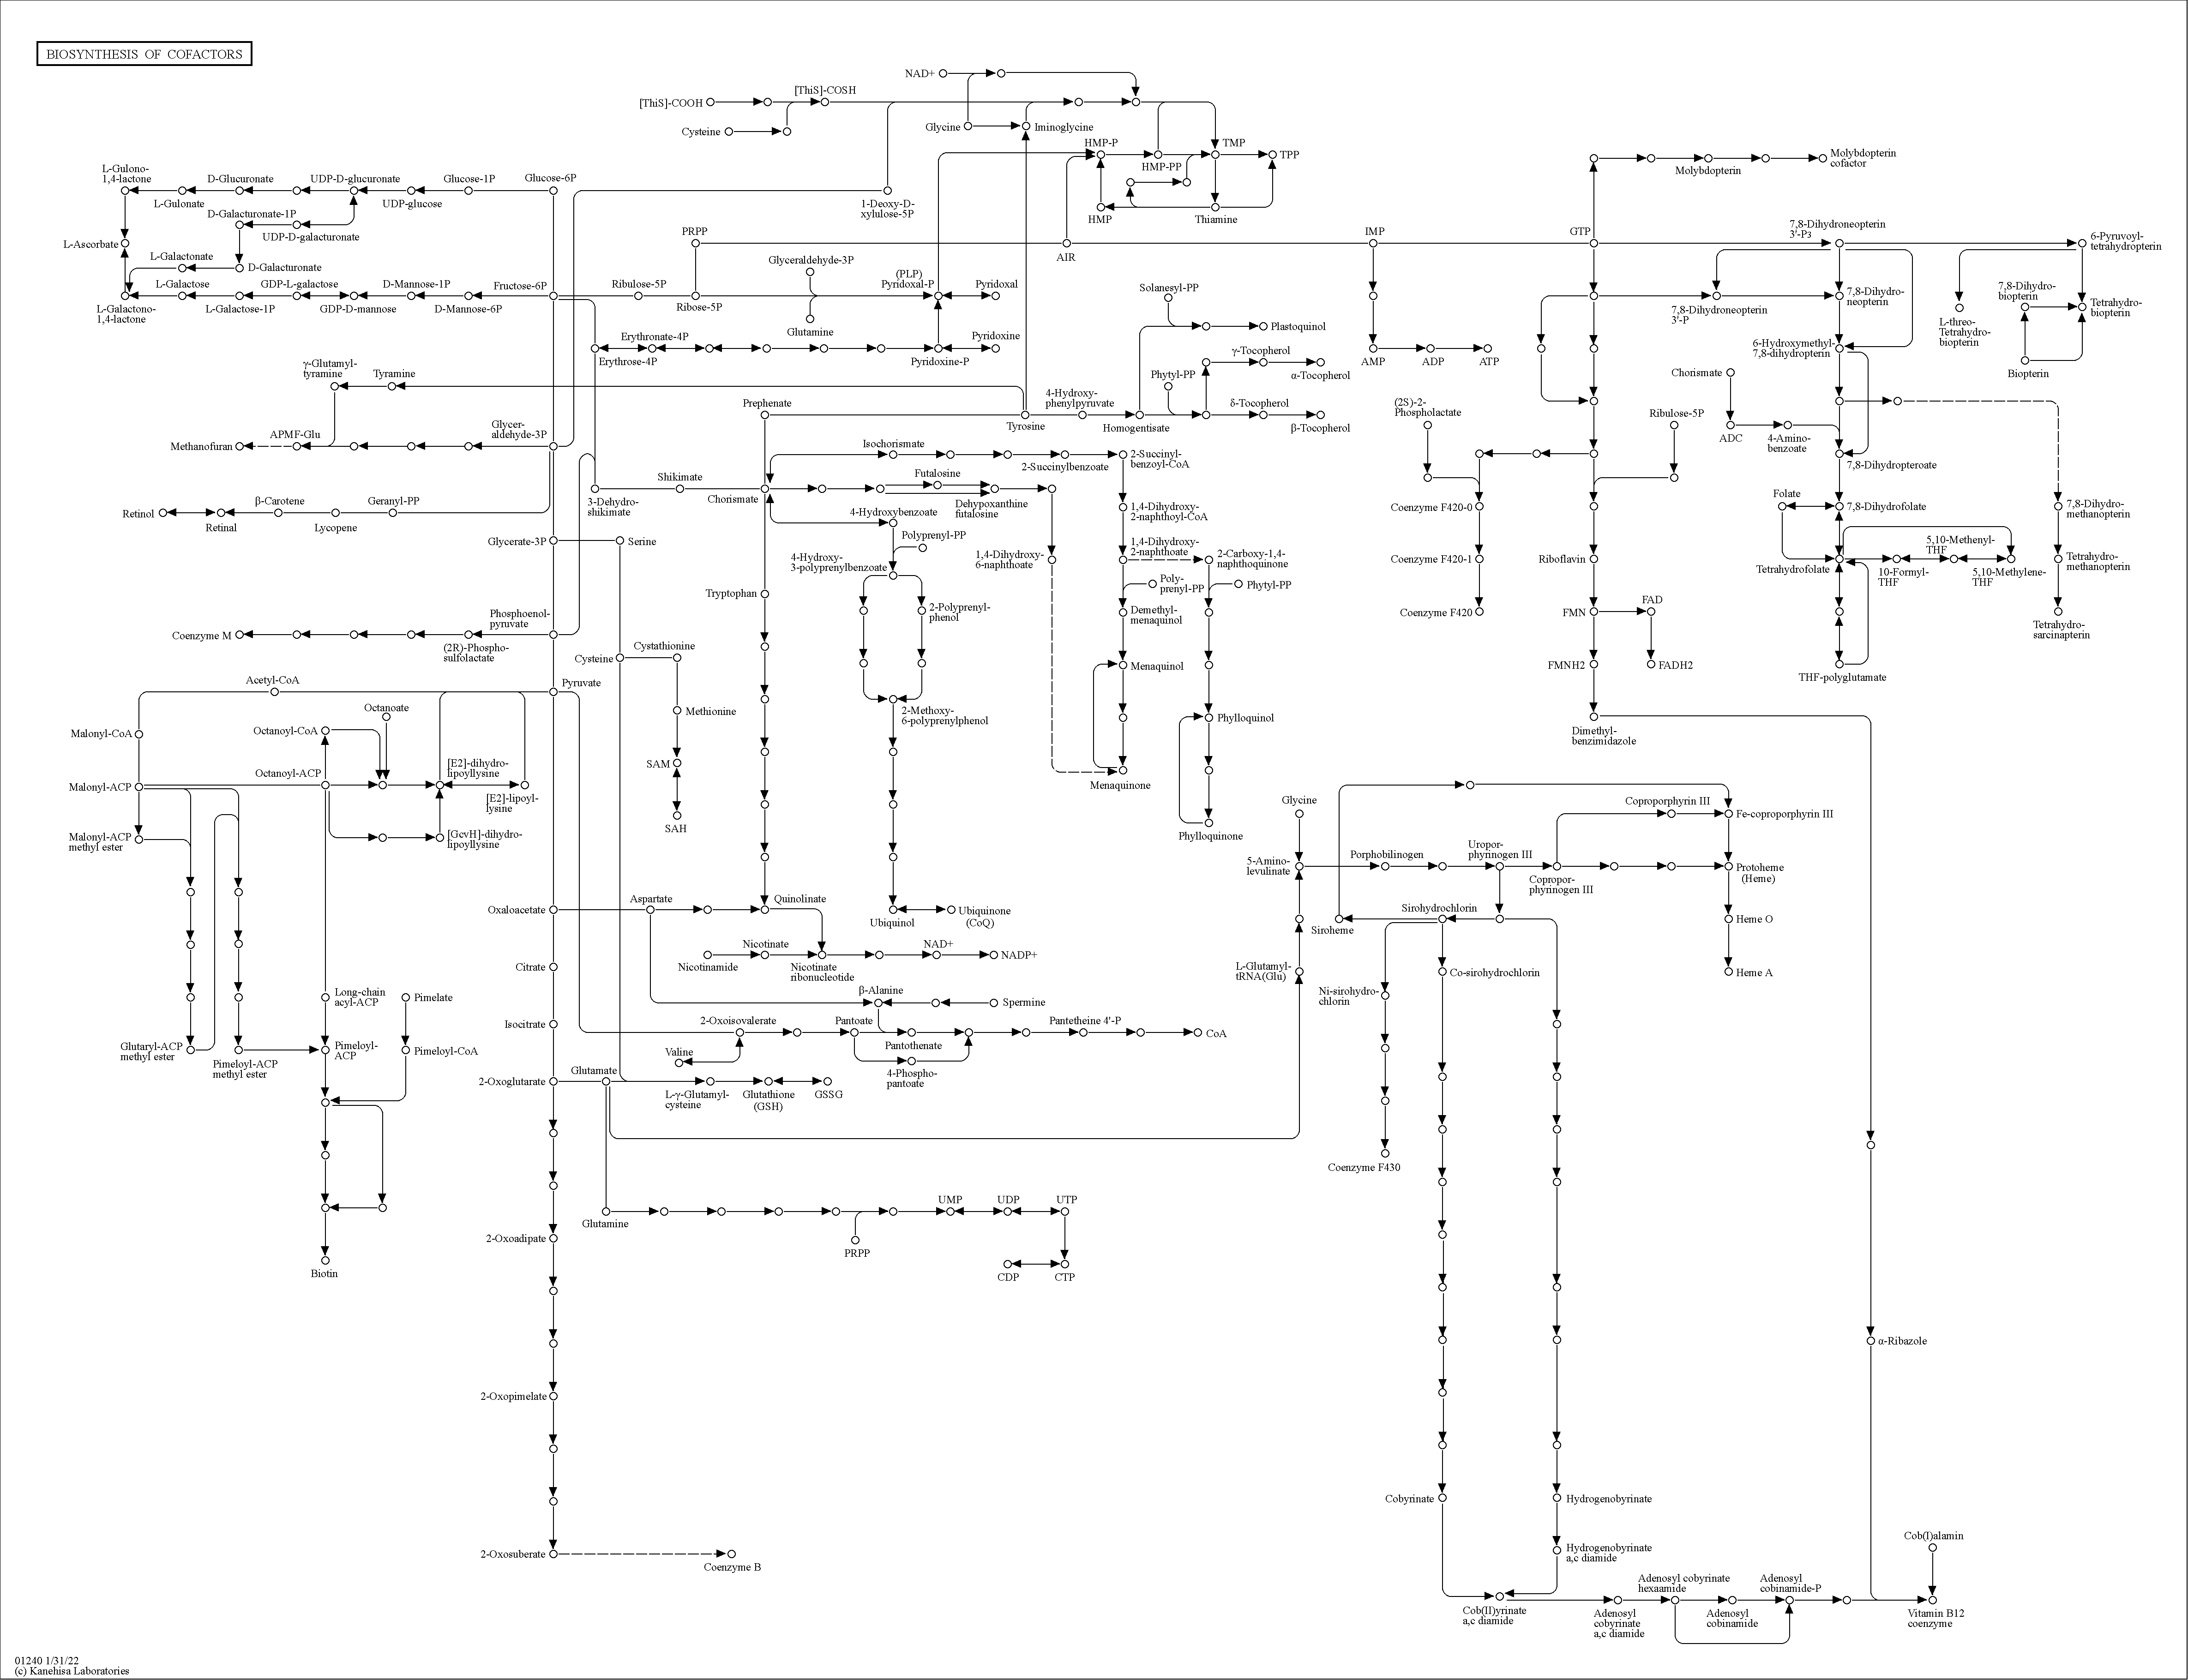 BIOSYNTHESIS OF COFACTORS
NAD+
[ThiS]-COOH
[ThiS]-COSH
Cysteine
Glycine
Iminoglycine
HMP-P
HMP-PP
TMP
TPP
HMP
Thiamine
Molybdopterin
Molybdopterin
cofactor
L-Gulono-
1,4-lactone
D-Glucuronate
UDP-D-glucuronate
Glucose-1P
Glucose-6P
L-Gulonate
UDP-glucose
1-Deoxy-D-
xylulose-5P
D-Galacturonate-1P
UDP-D-galacturonate
L-Ascorbate
L-Galactonate
D-Galacturonate
PRPP
AIR
IMP
GTP
7,8-Dihydroneopterin
3'-P3
6-Pyruvoyl-
tetrahydropterin
Glyceraldehyde-3P
L-Galactose
GDP-L-galactose
D-Mannose-1P
Fructose-6P
Ribulose-5P
(PLP)
Pyridoxal-P
Pyridoxal
L-Galactono-
1,4-lactone
L-Galactose-1P
GDP-D-mannose
D-Mannose-6P
Ribose-5P
Glutamine
Solanesyl-PP
Plastoquinol
7,8-Dihydroneopterin
3'-P
7,8-Dihydro-
neopterin
7,8-Dihydro-
biopterin
Tetrahydro-
biopterin
L-threo-
Tetrahydro-
biopterin
Biopterin
Erythronate-4P
Erythrose-4P
Pyridoxine-P
Pyridoxine
AMP
ADP
ATP
6-Hydroxymethyl-
7,8-dihydropterin
γ-Glutamyl-
tyramine
Tyramine
Phytyl-PP
γ-Tocopherol
α-Tocopherol
Chorismate
Prephenate
Tyrosine
4-Hydroxy-
phenylpyruvate
Homogentisate
δ-Tocopherol
β-Tocopherol
(2S)-2-
Phospholactate
Ribulose-5P
ADC
4-Amino-
benzoate
7,8-Dihydropteroate
Methanofuran
APMF-Glu
Glycer-
aldehyde-3P
Isochorismate
2-Succinylbenzoate
2-Succinyl-
benzoyl-CoA
Shikimate
Futalosine
3-Dehydro-
shikimate
Chorismate
Dehypoxanthine
futalosine
1,4-Dihydroxy-
2-naphthoyl-CoA
Coenzyme F420-0
Folate
7,8-Dihydrofolate
7,8-Dihydro-
methanopterin
Retinol
β-Carotene
Geranyl-PP
Retinal
Lycopene
4-Hydroxybenzoate
Polyprenyl-PP
Glycerate-3P
Serine
4-Hydroxy-
3-polyprenylbenzoate
1,4-Dihydroxy-
6-naphthoate
1,4-Dihydroxy-
2-naphthoate
2-Carboxy-1,4-
naphthoquinone
Coenzyme F420-1
Riboflavin
Tetrahydrofolate
10-Formyl-
THF
5,10-Methenyl-
THF
5,10-Methylene-
THF
Tetrahydro-
methanopterin
Poly-
prenyl-PP
Phytyl-PP
Tryptophan
2-Polyprenyl-
phenol
Demethyl-
menaquinol
Coenzyme F420
FMN
FAD
Tetrahydro-
sarcinapterin
Coenzyme M
Phosphoenol-
pyruvate
(2R)-Phospho-
sulfolactate
Cysteine
Cystathionine
Menaquinol
FMNH2
FADH2
THF-polyglutamate
Acetyl-CoA
Pyruvate
Methionine
2-Methoxy-
6-polyprenylphenol
Phylloquinol
Dimethyl-
benzimidazole
Malonyl-CoA
Octanoate
Octanoyl-CoA
SAM
Menaquinone
Malonyl-ACP
Octanoyl-ACP
[E2]-dihydro-
lipoyllysine
[E2]-lipoyl-
lysine
SAH
Phylloquinone
Malonyl-ACP
methyl ester
[GcvH]-dihydro-
lipoyllysine
Glycine
Coproporphyrin III
Fe-coproporphyrin III
5-Amino-
levulinate
Porphobilinogen
Uropor-
phyrinogen III
Copropor-
phyrinogen III
Protoheme
(Heme)
Oxaloacetate
Aspartate
Quinolinate
Ubiquinol
Ubiquinone
(CoQ)
Siroheme
Sirohydrochlorin
Heme O
Nicotinate
Nicotinamide
Nicotinate
ribonucleotide
NAD+
NADP+
Citrate
L-Glutamyl-
tRNA(Glu)
Co-sirohydrochlorin
Heme A
Long-chain
acyl-ACP
Pimelate
β-Alanine
Spermine
Ni-sirohydro-
chlorin
Isocitrate
2-Oxoisovalerate
Pantoate
Pantothenate
Pantetheine 4'-P
CoA
Glutaryl-ACP
methyl ester
Pimeloyl-ACP
methyl ester
Pimeloyl-
ACP
Pimeloyl-CoA
Valine
4-Phospho-
pantoate
2-Oxoglutarate
Glutamate
L-γ-Glutamyl-
cysteine
Glutathione
(GSH)
GSSG
Coenzyme F430
Glutamine
UMP
UDP
UTP
PRPP
CDP
CTP
2-Oxoadipate
Biotin
α-Ribazole
2-Oxopimelate
Cobyrinate
Hydrogenobyrinate
2-Oxosuberate
Coenzyme B
Hydrogenobyrinate
a,c diamide
Cob(I)alamin
Cob(II)yrinate
a,c diamide
Adenosyl
cobyrinate
a,c diamide
Adenosyl cobyrinate
hexaamide
Adenosyl
cobinamide
Adenosyl
cobinamide-P
Vitamin B12
coenzyme
01240 1/31/22
(c) Kanehisa Laboratories